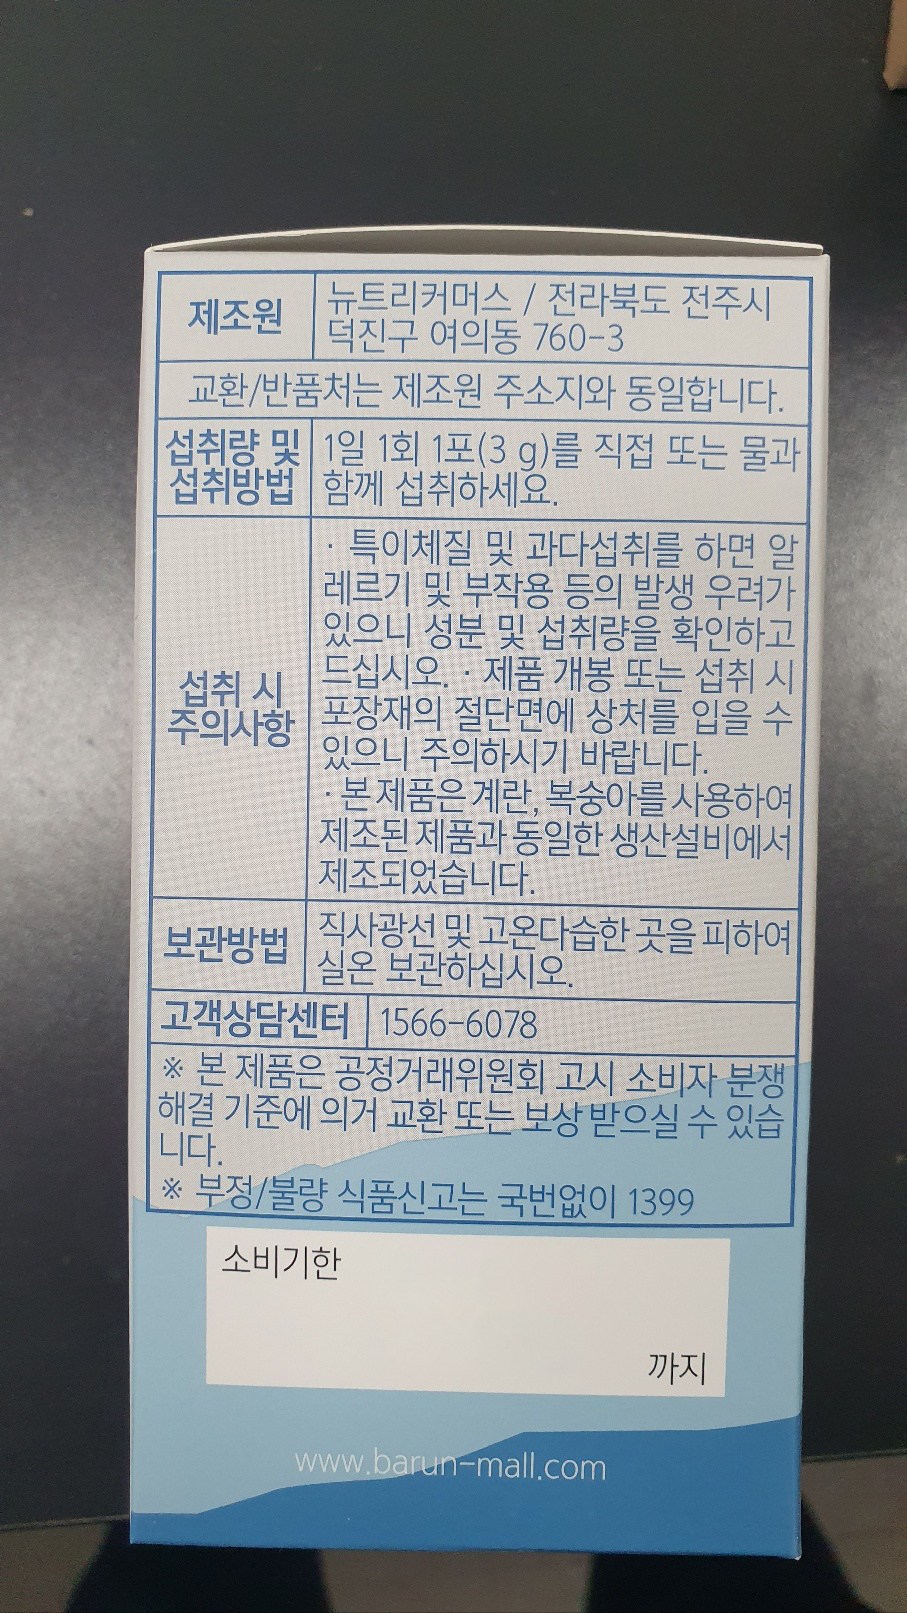 제조원
뉴트리커머스 / 전라북도 전주시
덕진구 여의동 760-3
교환/반품처는 제조원 주소지와 동일합니다.
섭취량 및
섭취방법
1일 1회 1포(3 g)를 직접 또는 물과
함께 섭취하세요.
섭취 시
주의사항
· 특이체질 및 과다섭취를 하면 알
레르기 및 부작용 등의 발생 우려가
있으니 성분 및 섭취량을 확인하고
드십시오. · 제품 개봉 또는 섭취 시
포장재의 절단면에 상처를 입을 수
있으니 주의하시기 바랍니다.
· 본 제품은 계란, 복숭아를 사용하여
제조된 제품과 동일한 생산설비에서
제조되었습니다.
보관방법
직사광선 및 고온다습한 곳을 피하여
실온 보관하십시오.
고객상담센터
1566-6078
※ 본 제품은 공정거래위원회 고시 소비자 분쟁
해결 기준에 의거 교환 또는 보상 받으실 수 있습
니다.
※ 부정/불량 식품신고는 국번없이 1399
소비기한
까지
www.barun-mall.com